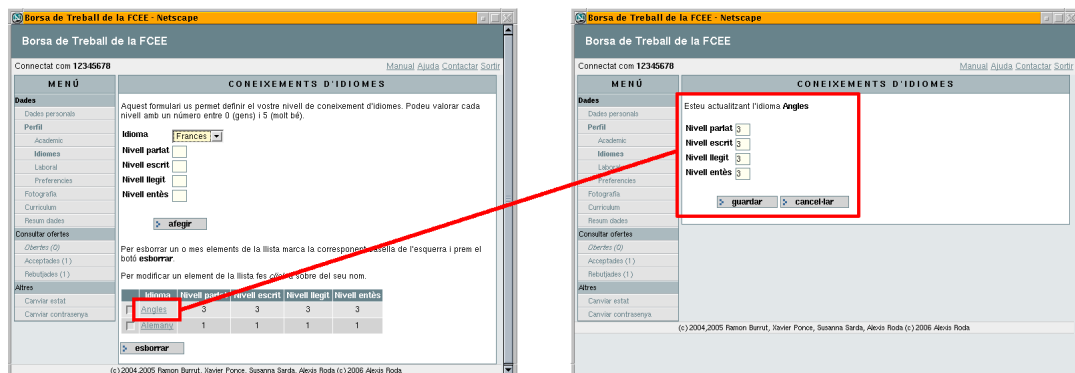 Borsa de Treball de la FCEE - Netscape
Borsa de Treball de la FCEE
Connectat com 12345678
Manual Ajuda Contactar Sortir
MENÚ
CONEIXEMENTS D'IDIOMES
Dades
Dades personals
Perfil
Academic
Idiomes
Laboral
Preferencies
Fotografia
Curriculum
Resum dades
Consultar ofertes
Obertes (0)
Acceptades (1)
Rebutjades (1)
Altres
Canviar estat
Canviar contrasenya
Aquest formulari us permet definir el vostre nivell de coneixement d'idiomes. Podeu valorar cada
nivell amb un número entre 0 (gens) i 5 (molt bé).
Idioma Frances
Nivell parlat
Nivell escrit
Nivell llegit
Nivell entès
afegir
Per esborrar un o mes elements de la llista marca la corresponent casella de l'esquerra i prem el
botó esborrar.
Per modificar un element de la llista fes click a sobre del seu nom.
Idioma Nivell parlat Nivell escrit Nivell llegit Nivell entès
Angles 3 3 3 3
Alemany 1 1 1 1
esborrar
(c) 2004,2005 Ramon Burrut, Xavier Ponce, Susanna Sarda, Alexis Roda (c) 2006 Alexis Roda
Borsa de Treball de la FCEE - Netscape
Borsa de Treball de la FCEE
Connectat com 12345678
Manual Ajuda Contactar Sortir
MENÚ
CONEIXEMENTS D'IDIOMES
Dades
Dades personals
Perfil
Academic
Idiomes
Laboral
Preferencies
Fotografia
Curriculum
Resum dades
Consultar ofertes
Obertes (0)
Acceptades (1)
Rebutjades (1)
Altres
Canviar estat
Canviar contrasenya
Esteu actualitzant l'idioma Angles
Nivell parlat 3
Nivell escrit 3
Nivell llegit 3
Nivell entès 3
guardar cancel·lar
(c) 2004,2005 Ramon Burrut, Xavier Ponce, Susanna Sarda, Alexis Roda (c) 2006 Alexis Roda